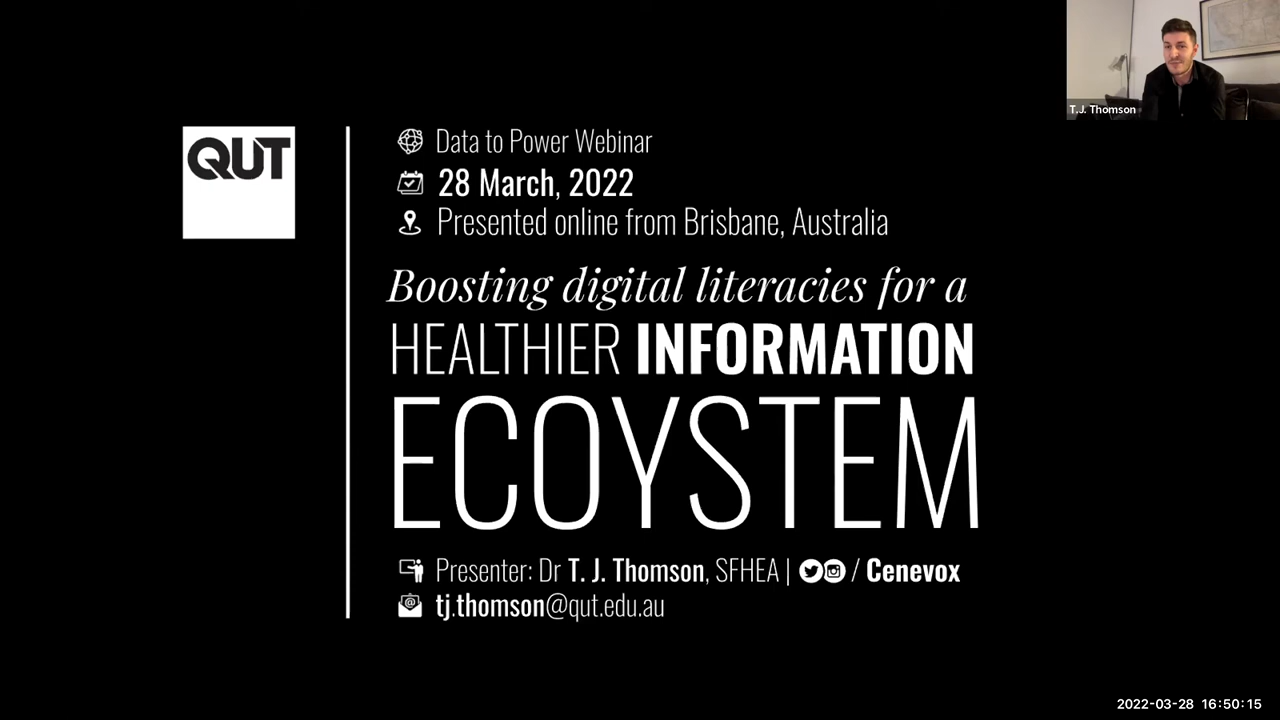 QUT
Data to Power Webinar
28 March, 2022
Presented online from Brisbane, Australia
Boosting digital literacies for a
HEALTHIER INFORMATION
ECOYSTEM
Presenter: Dr T. J. Thomson, SFHEA | / Cenevox
tj.thomson@qut.edu.au
T.J. Thomson
2022-03-28 16:50:15